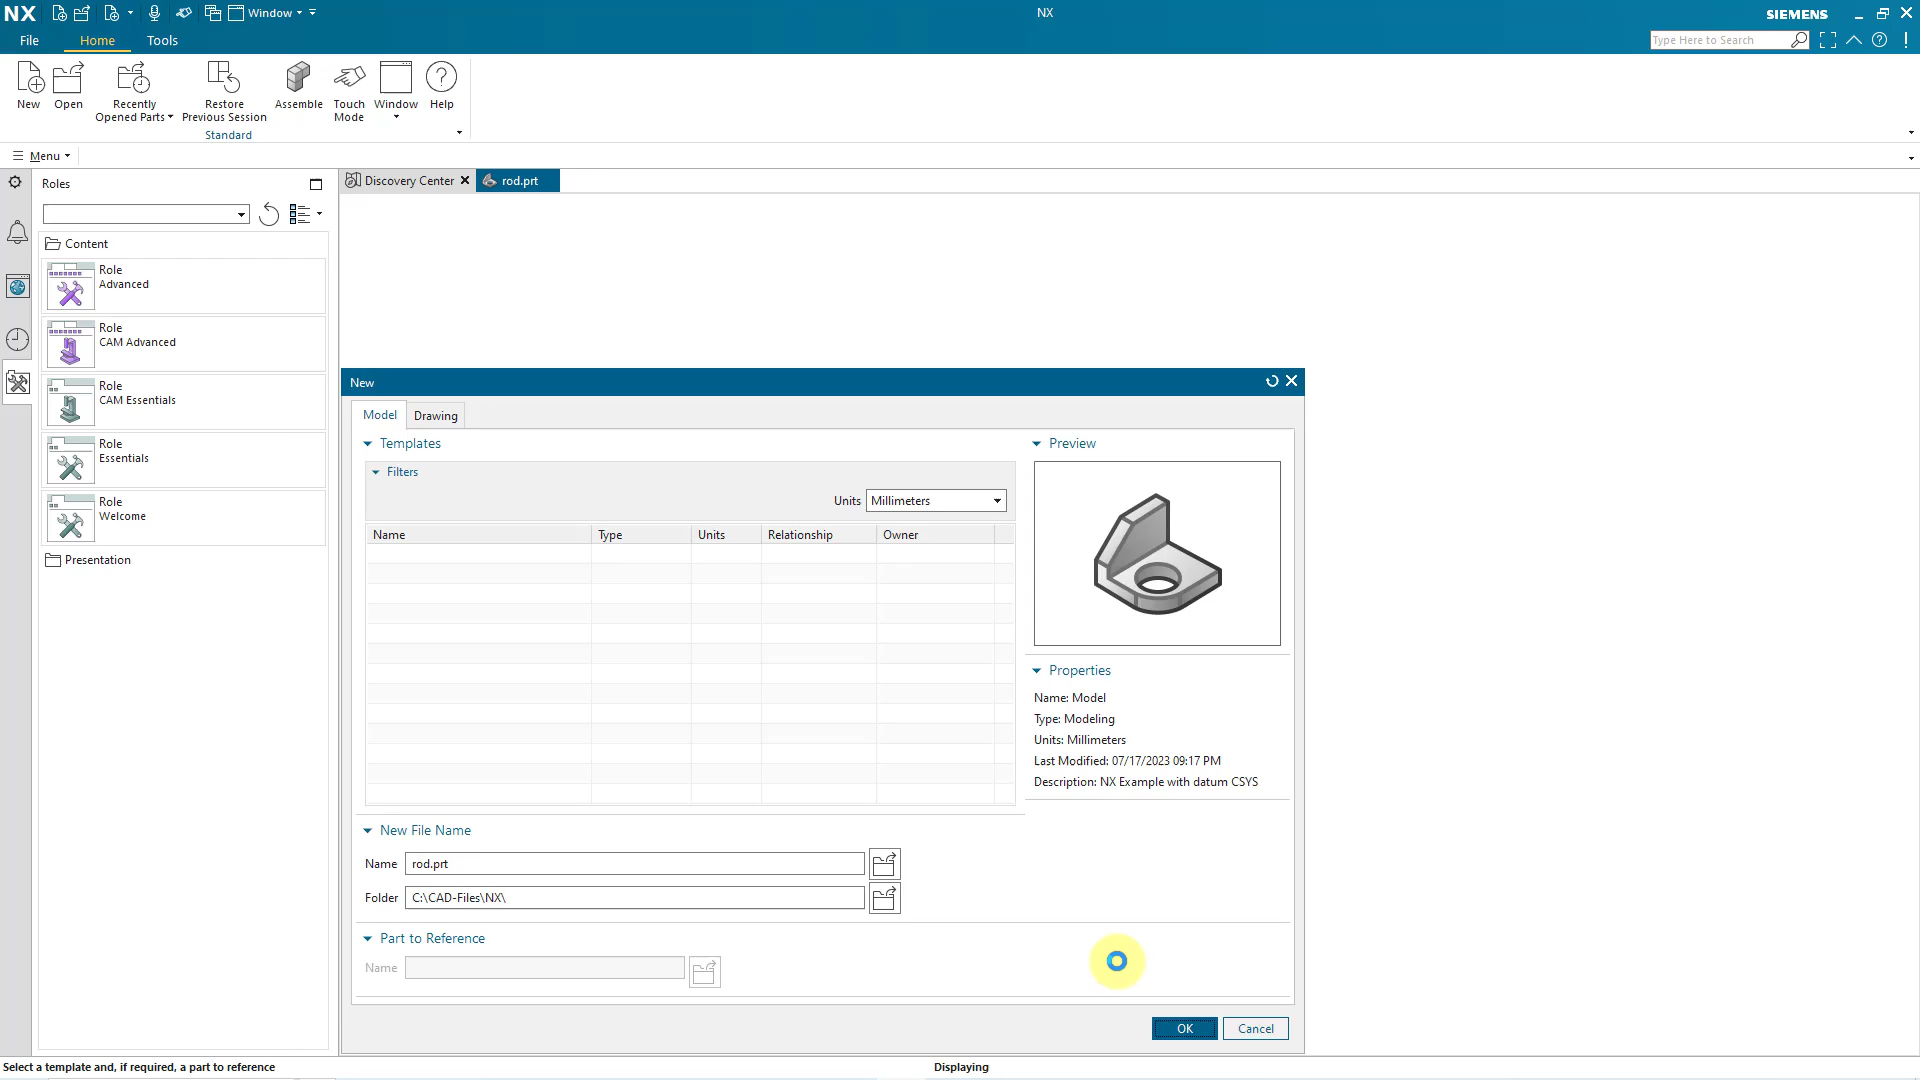 NX
Window
NX
SIEMENS
File
Home
Tools
Type Here to Search
New
Open
Recently
Opened Parts
Restore
Previous Session
Assemble
Touch
Mode
Window
Help
Standard
Menu
Roles
Discovery Center
rod.prt
Content
Role
Advanced
Role
CAM Advanced
Role
CAM Essentials
Role
Essentials
Role
Welcome
Presentation
New
Model
Drawing
Templates
Filters
Units Millimeters
Name Type Units Relationship Owner
Preview
Properties
Name: Model
Type: Modeling
Units: Millimeters
Last Modified: 07/17/2023 09:17 PM
Description: NX Example with datum CSYS
New File Name
Name rod.prt
Folder C:\CAD-Files\NX\
Part to Reference
Name
OK
Cancel
Select a template and, if required, a part to reference
Displaying